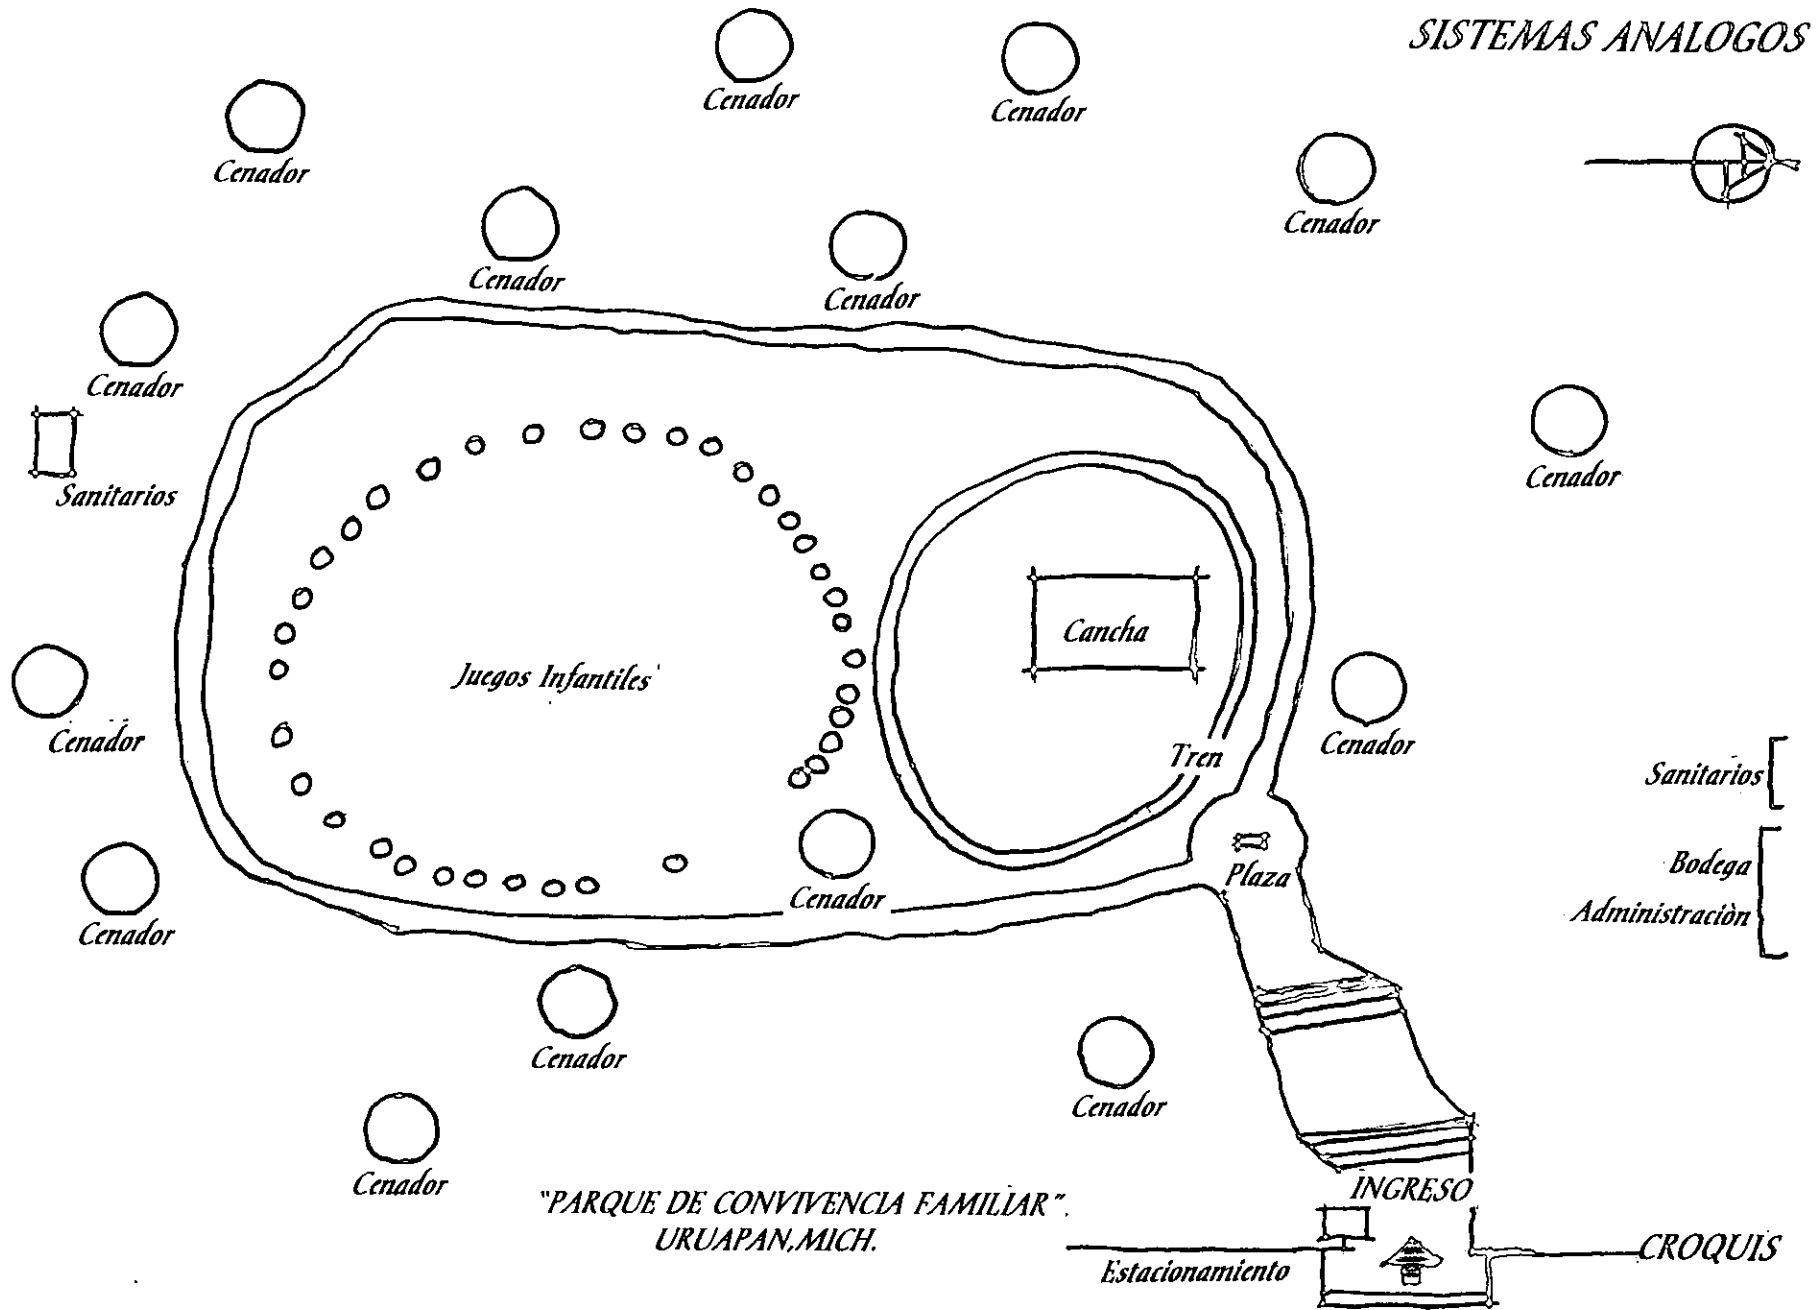 SISTEMAS ANALOGOS
Cenador
Cenador
Cenador
Cenador
Cenador
Cenador
Cenador
Cenador
Cenador
Sanitarios
Cancha
Juegos Infantiles
Cenador
Cenador
Tren
Sanitarios
Plaza
Bodega
Cenador
Administraciòn
Cenador
Cenador
Cenador
Cenador
"PARQUE DE CONVIVENCIA FAMILIAR".
URUAPAN, MICH.
INGRESO
CROQUIS
Estacionamiento